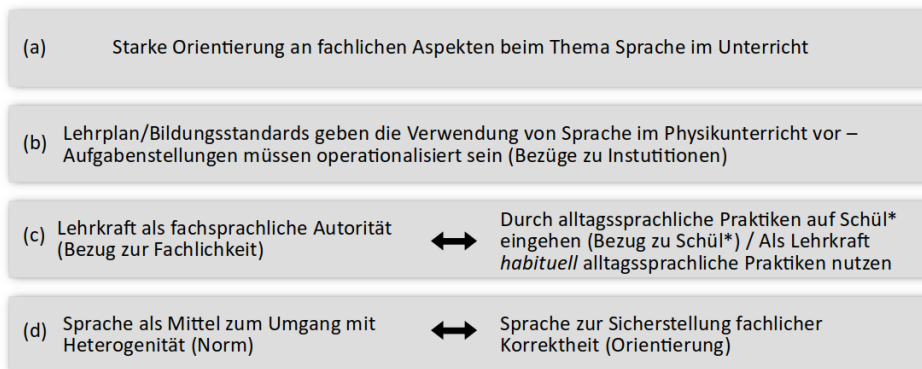 (a) Starke Orientierung an fachlichen Aspekten beim Thema Sprache im Unterricht
(b) Lehrplan/Bildungsstandards geben die Verwendung von Sprache im Physikunterricht vor –
Aufgabenstellungen müssen operationalisiert sein (Bezüge zu Instutitionen)
(c) Lehrkraft als fachsprachliche Autorität
(Bezug zur Fachlichkeit)
Durch alltagssprachliche Praktiken auf Schül*
eingehen (Bezug zu Schül*) / Als Lehrkraft
habituell alltagssprachliche Praktiken nutzen
(d) Sprache als Mittel zum Umgang mit
Heterogenität (Norm)
Sprache zur Sicherstellung fachlicher
Korrektheit (Orientierung)